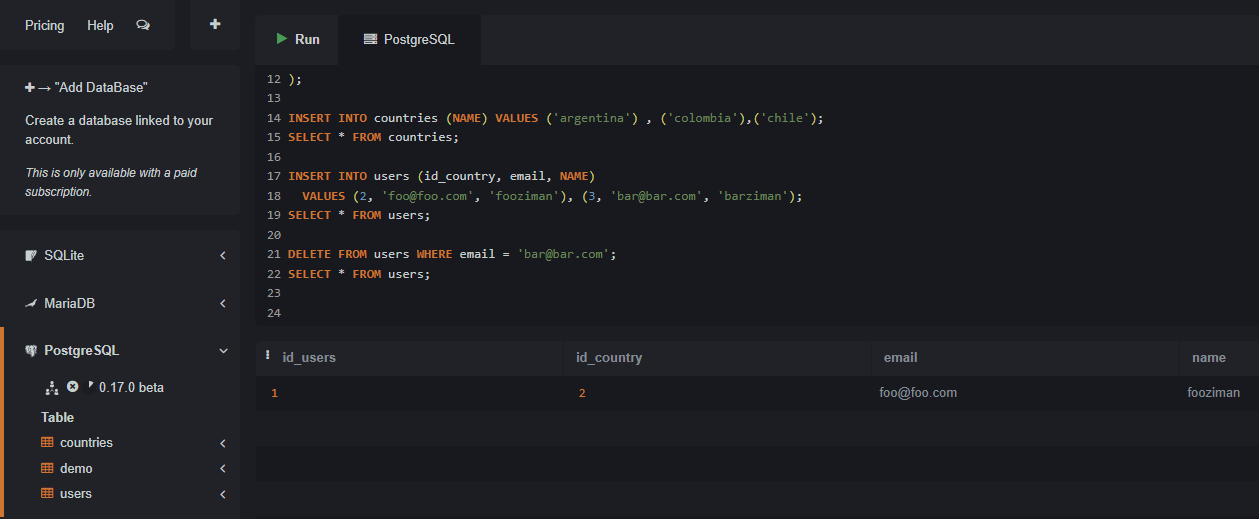 Pricing Help
"Add DataBase"
Create a database linked to your
account.
This is only available with a paid
subscription.
SQLite
MariaDB
PostgreSQL
0.17.0 beta
Table
countries
demo
users
Run PostgreSQL
12 );
13
14 INSERT INTO countries (NAME) VALUES ('argentina') , ('colombia'),('chile');
15 SELECT * FROM countries;
16
17 INSERT INTO users (id_country, email, NAME)
18 VALUES (2, 'foo@foo.com', 'fooziman'), (3, 'bar@bar.com', 'barziman');
19 SELECT * FROM users;
20
21 DELETE FROM users WHERE email = 'bar@bar.com';
22 SELECT * FROM users;
23
24
id_users id_country email name
1 2 foo@foo.com fooziman